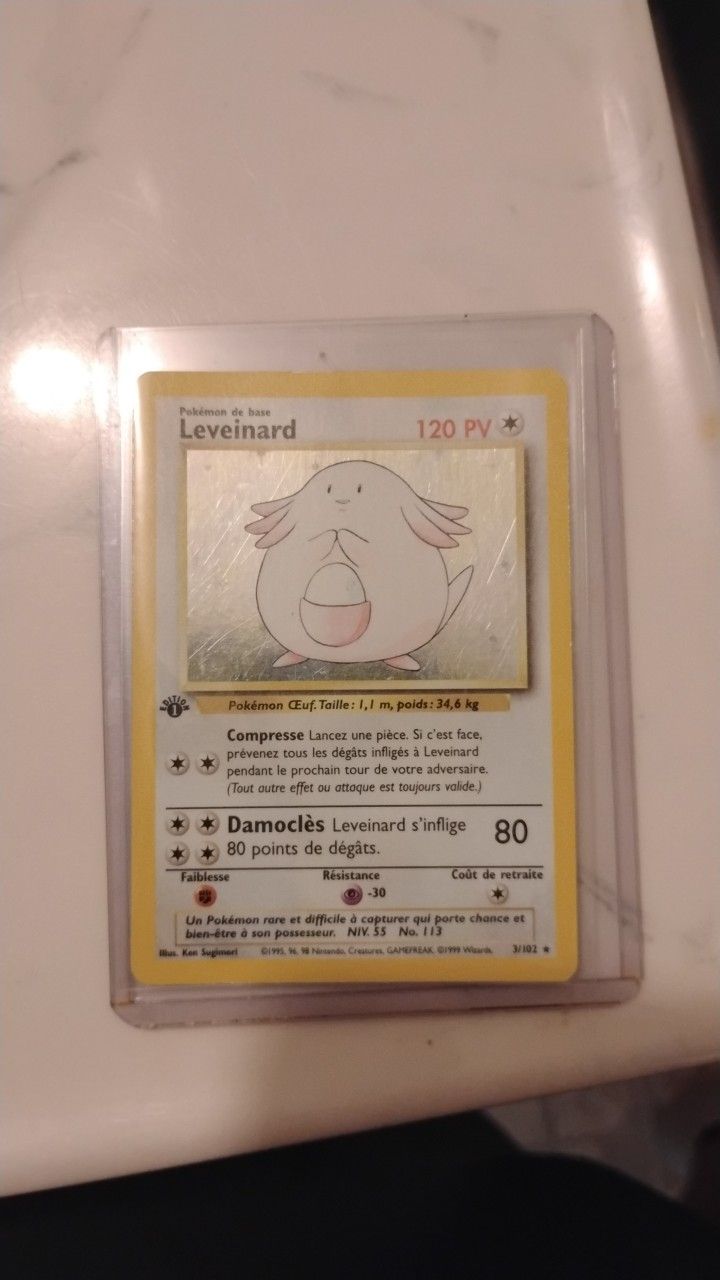 Pokémon de base
Leveinard 120 PV
EDITION
1
Pokémon Œuf. Taille : 1,1 m, poids : 34,6 kg
Compresse Lancez une pièce. Si c'est face,
prévenez tous les dégâts infligés à Leveinard
pendant le prochain tour de votre adversaire.
(Tout autre effet ou attaque est toujours valide.)
Damoclès Leveinard s'inflige 80
80 points de dégâts.
Faiblesse Résistance Coût de retraite
-30
Un Pokémon rare et difficile à capturer qui porte chance et
bien-être à son possesseur. NIV. 55 No. 113
Illus. Ken Sugimori ©1995, 96, 98 Nintendo, Creatures, GAMEFREAK. ©1999 Wizards. 3/102 ★